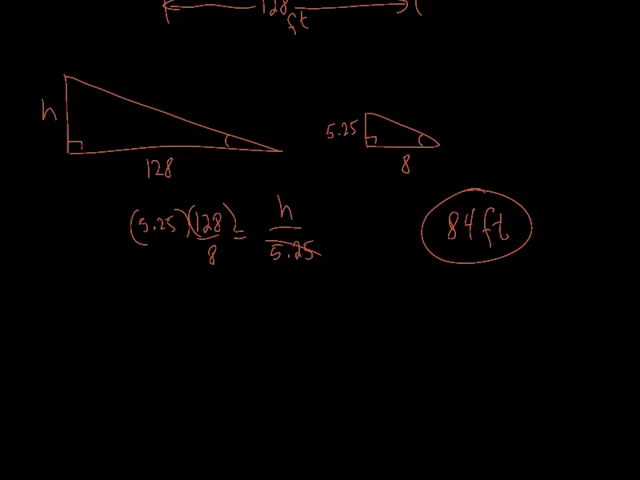 128
ft
h
5.25
128
8
(5.25)(128/8) = h/5.25
84 ft